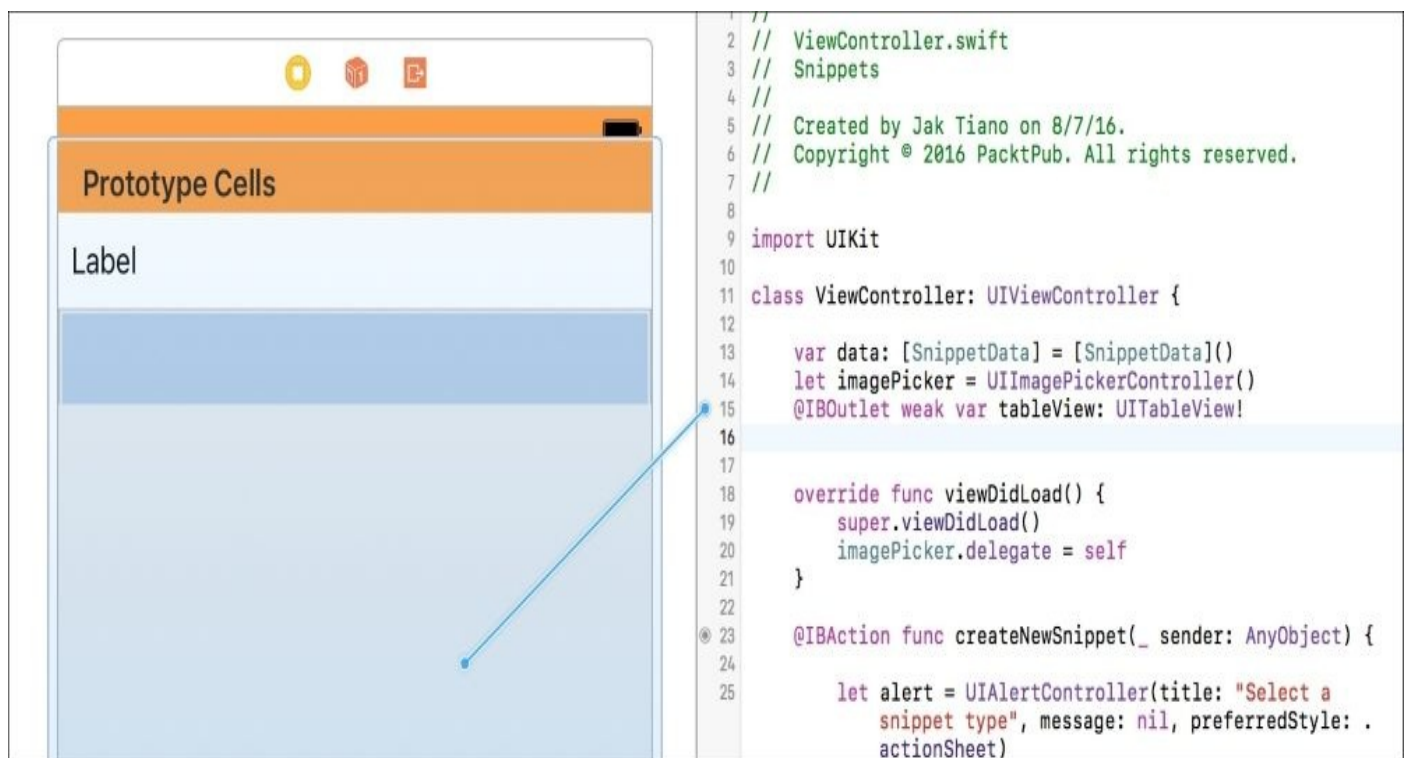 Prototype Cells
Label
1 //
2 // ViewController.swift
3 // Snippets
4 //
5 // Created by Jak Tiano on 8/7/16.
6 // Copyright © 2016 PacktPub. All rights reserved.
7 //
8
9 import UIKit
10
11 class ViewController: UIViewController {
12
13 var data: [SnippetData] = [SnippetData]()
14 let imagePicker = UIImagePickerController()
15 @IBOutlet weak var tableView: UITableView!
16
17
18 override func viewDidLoad() {
19 super.viewDidLoad()
20 imagePicker.delegate = self
21 }
22
23 @IBAction func createNewSnippet(_ sender: AnyObject) {
24
25 let alert = UIAlertController(title: "Select a
snippet type", message: nil, preferredStyle: .
actionSheet)